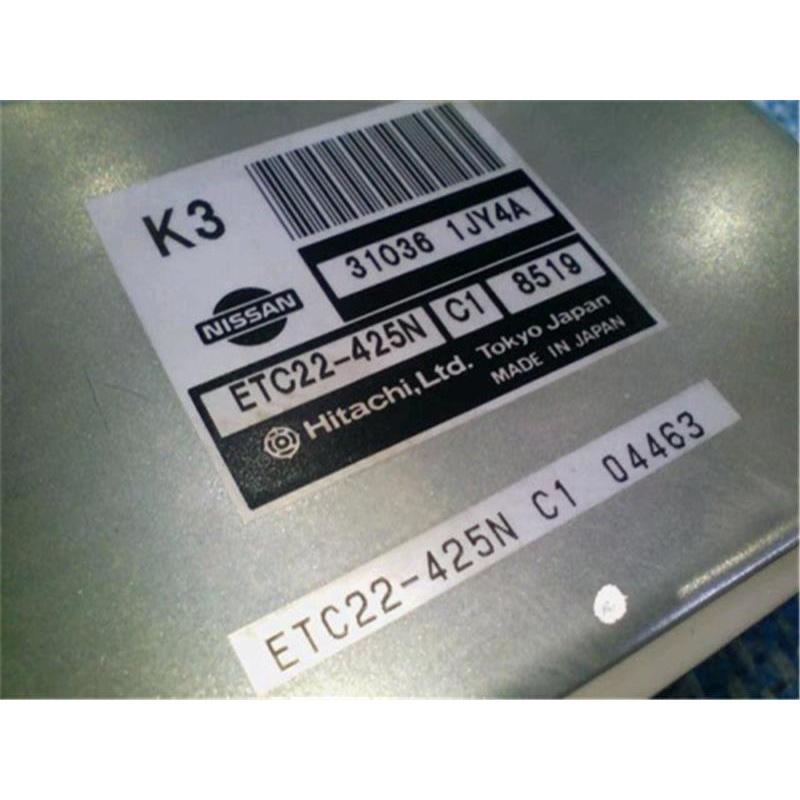 K3
31036 1JY4A
NISSAN
ETC22-425N C1 8519
Hitachi,Ltd. Tokyo Japan
MADE IN JAPAN
ETC22-425N C1 04463